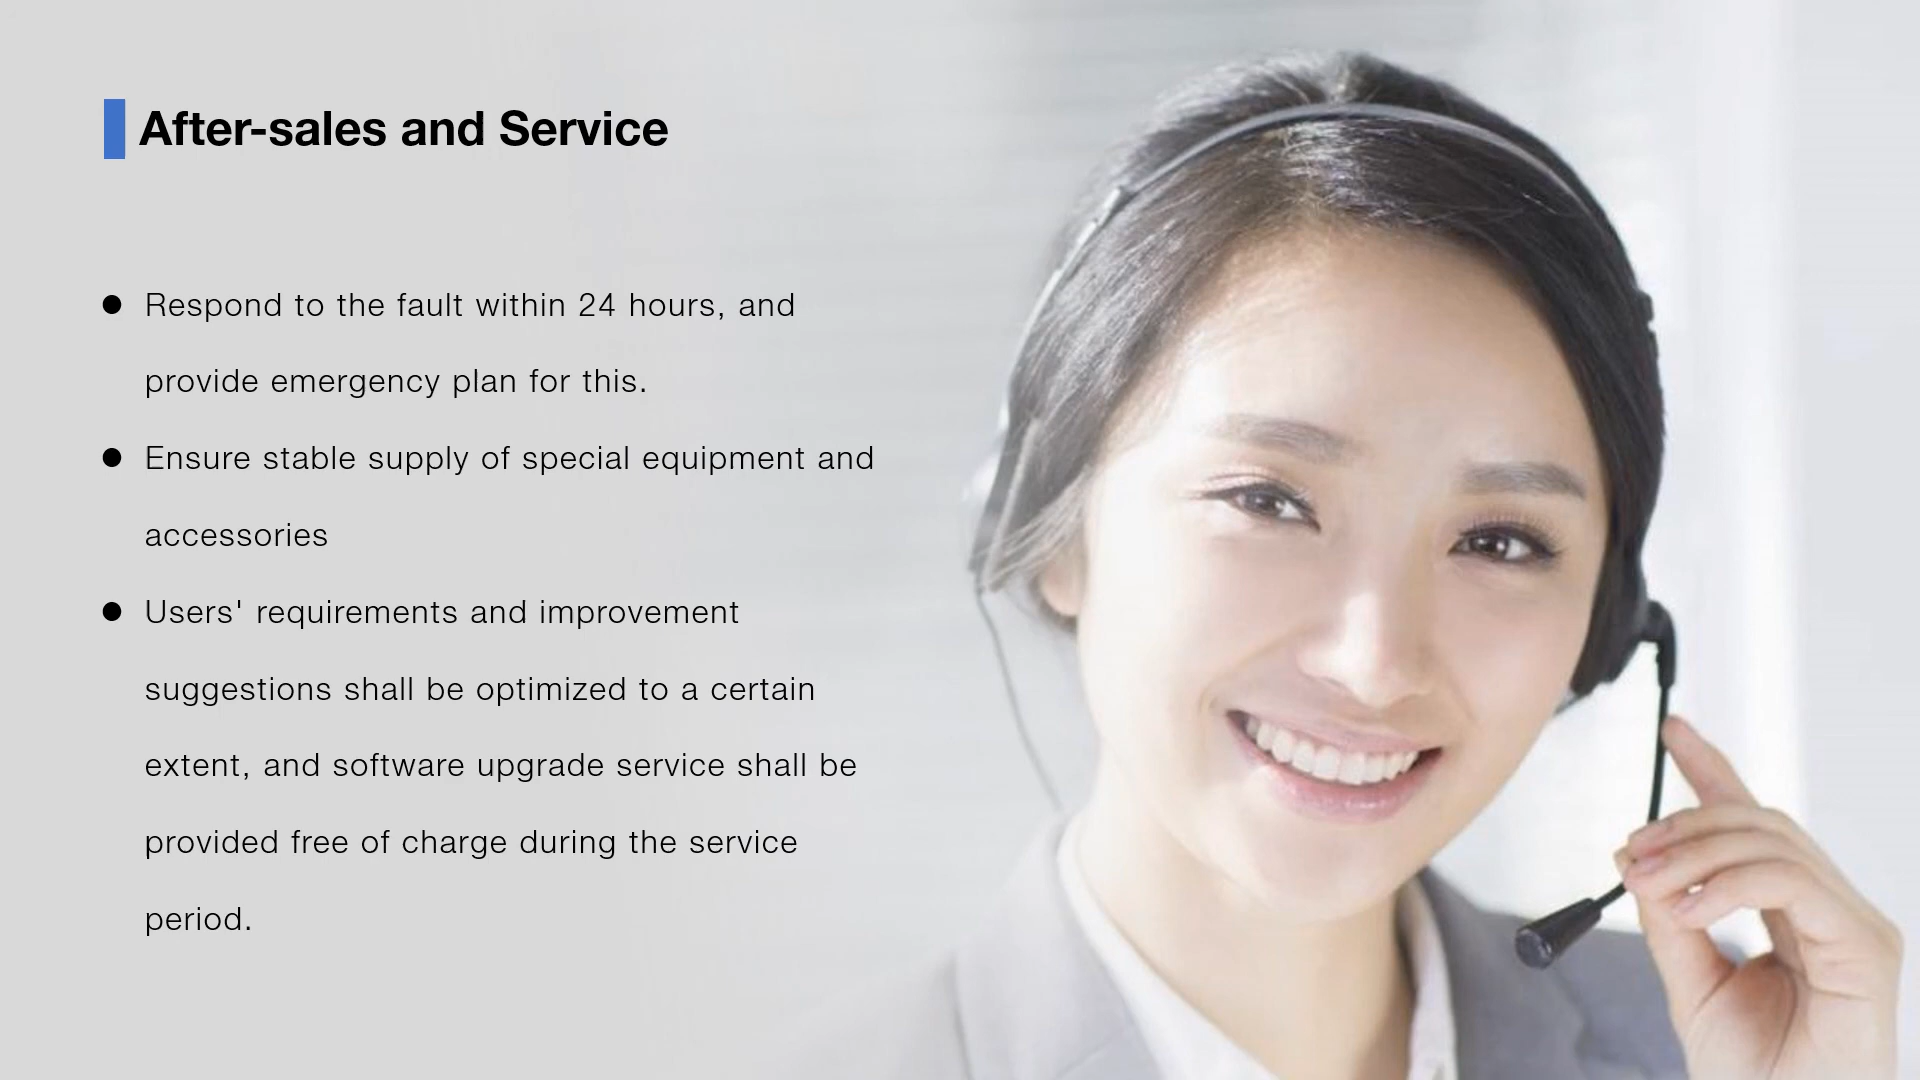 After-sales and Service
Respond to the fault within 24 hours, and
provide emergency plan for this.
Ensure stable supply of special equipment and
accessories
Users' requirements and improvement
suggestions shall be optimized to a certain
extent, and software upgrade service shall be
provided free of charge during the service
period.